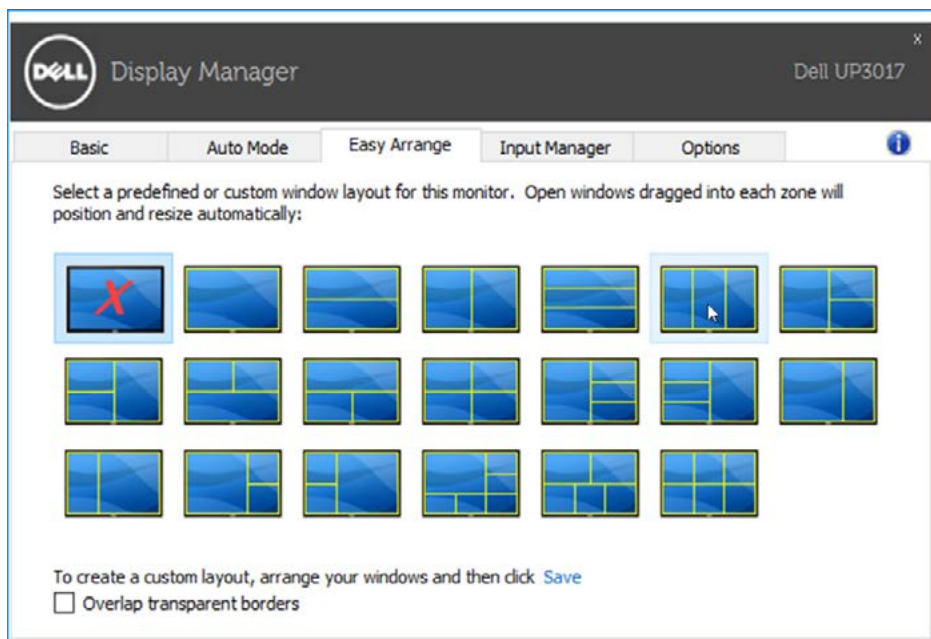 x
DELL Display Manager Dell UP3017
Basic Auto Mode Easy Arrange Input Manager Options
Select a predefined or custom window layout for this monitor. Open windows dragged into each zone will
position and resize automatically:
To create a custom layout, arrange your windows and then click Save
Overlap transparent borders